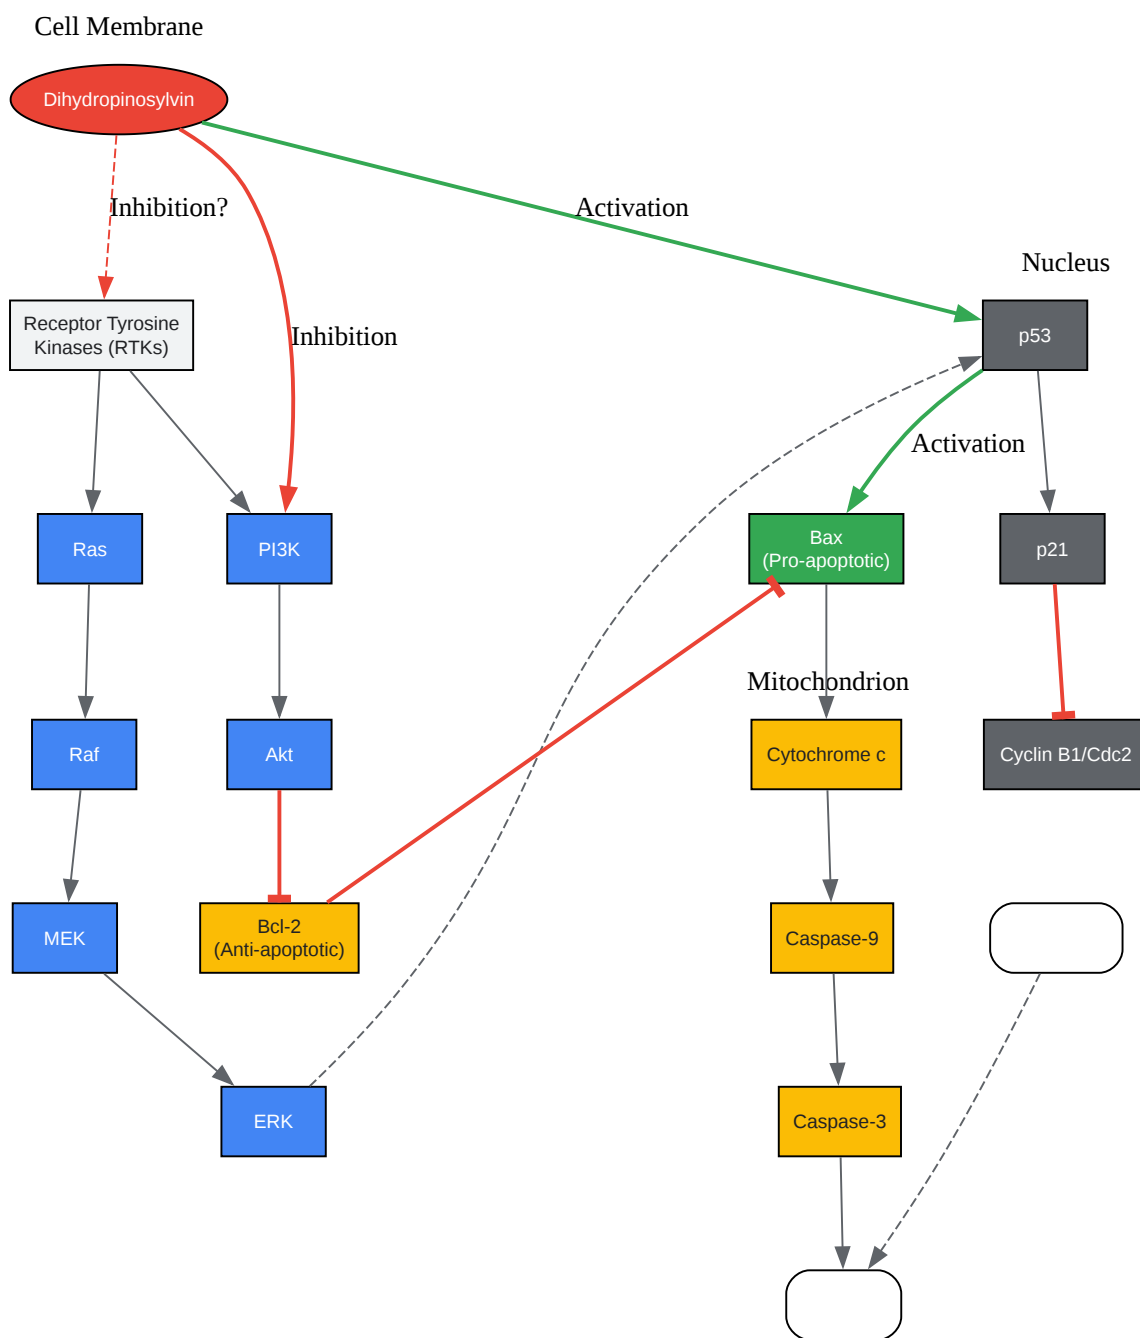 Cell Membrane
Dihydropinosylvin
Inhibition?
Activation
Nucleus
Receptor Tyrosine
Kinases (RTKs)
Inhibition
p53
Activation
Ras
PI3K
Bax
(Pro-apoptotic)
p21
Mitochondrion
Raf
Akt
Cytochrome c
Cyclin B1/Cdc2
MEK
Bcl-2
(Anti-apoptotic)
Caspase-9
ERK
Caspase-3